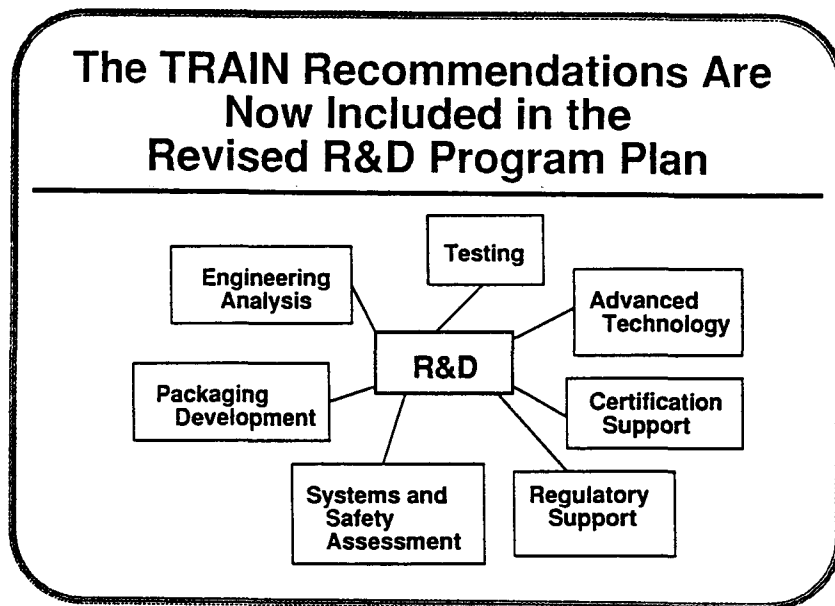 The TRAIN Recommendations Are
Now Included in the
Revised R&D Program Plan
Testing
Engineering
Analysis
Advanced
Technology
R&D
Packaging
Development
Certification
Support
Systems and
Safety
Assessment
Regulatory
Support